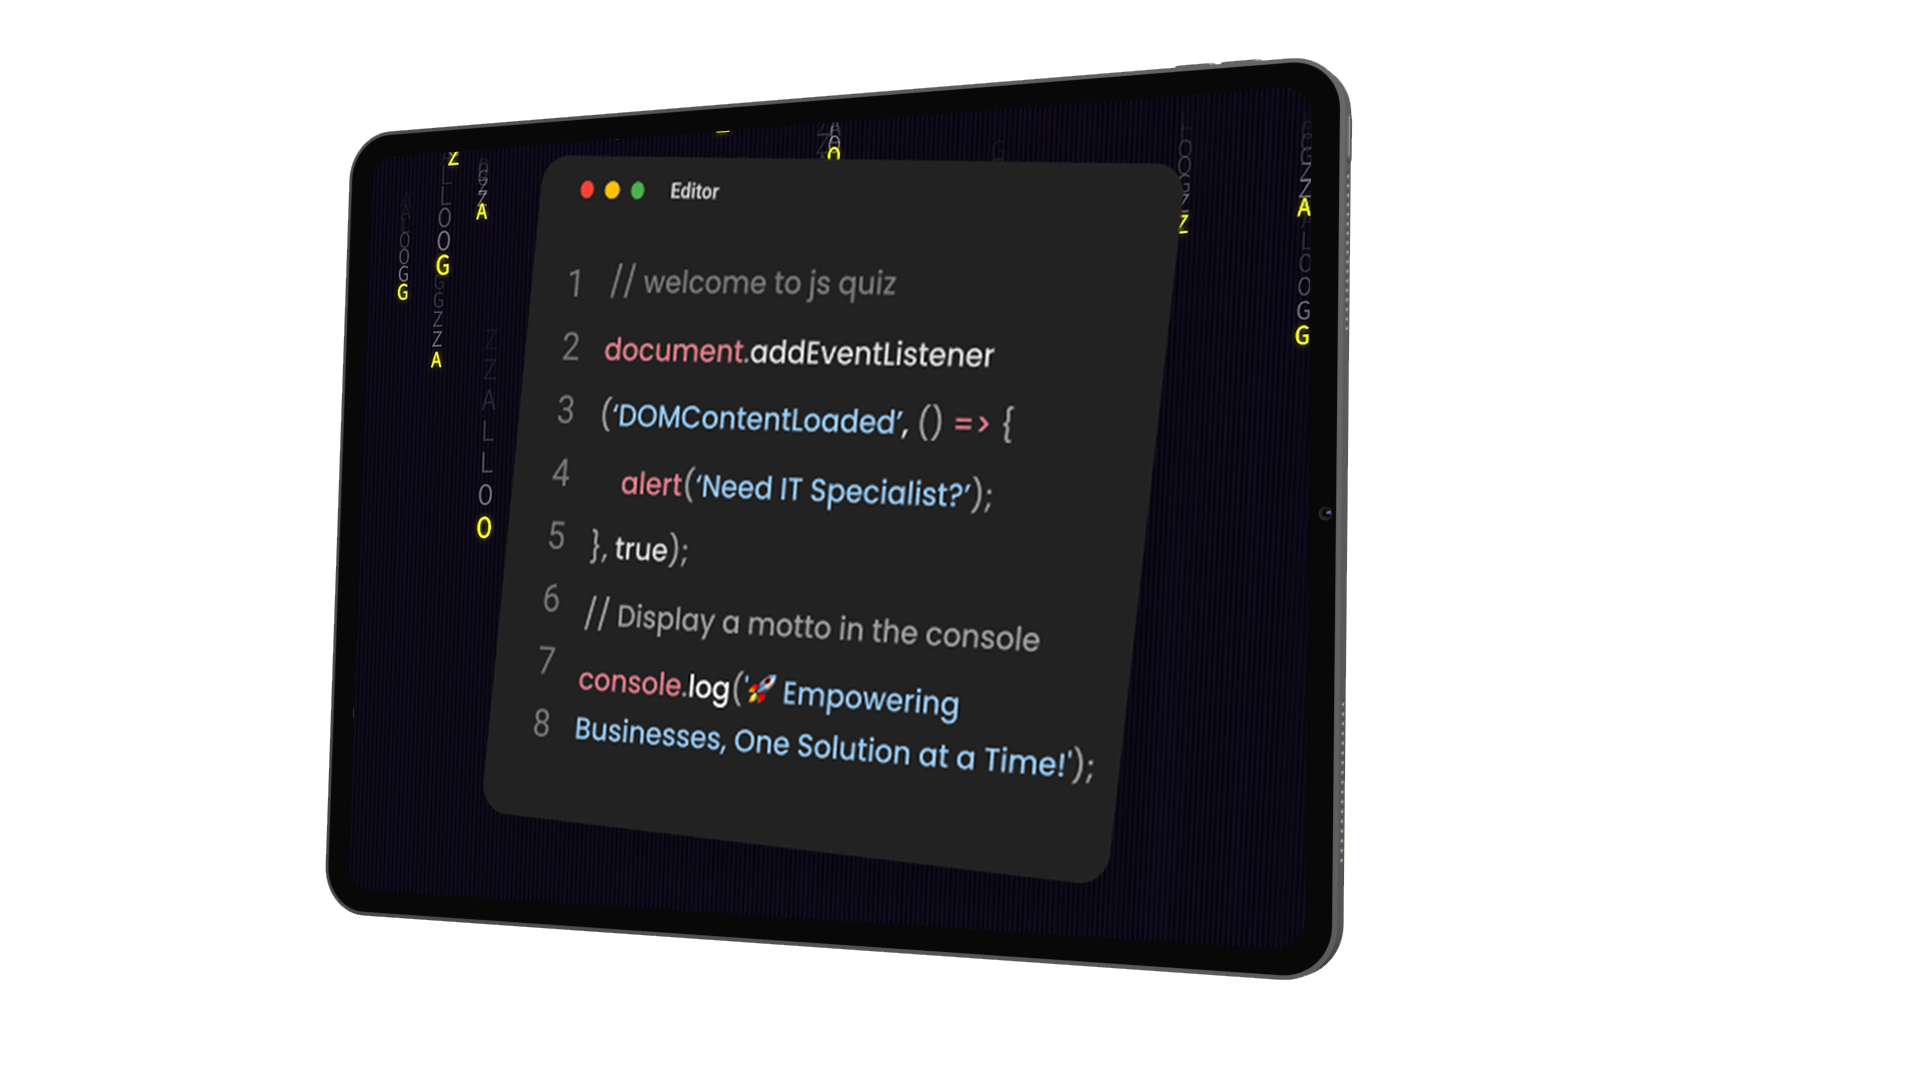 Editor
1 // welcome to js quiz
2 document.addEventListener
3 (‘DOMContentLoaded’, () => {
4 alert(‘Need IT Specialist?’);
5 }, true);
6 // Display a motto in the console
7 console.log('🚀 Empowering
8 Businesses, One Solution at a Time!');